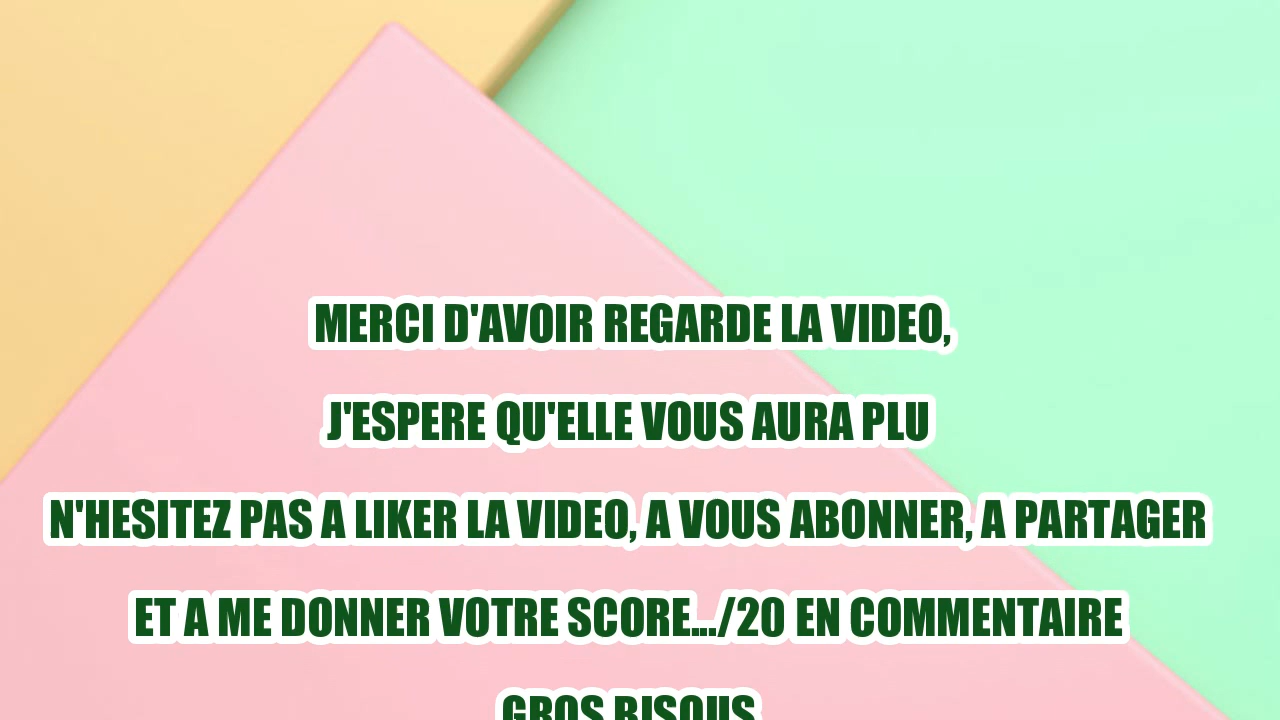 MERCI D'AVOIR REGARDE LA VIDEO,
J'ESPERE QU'ELLE VOUS AURA PLU
N'HESITEZ PAS A LIKER LA VIDEO, A VOUS ABONNER, A PARTAGER
ET A ME DONNER VOTRE SCORE.../20 EN COMMENTAIRE
GROS BISOUS